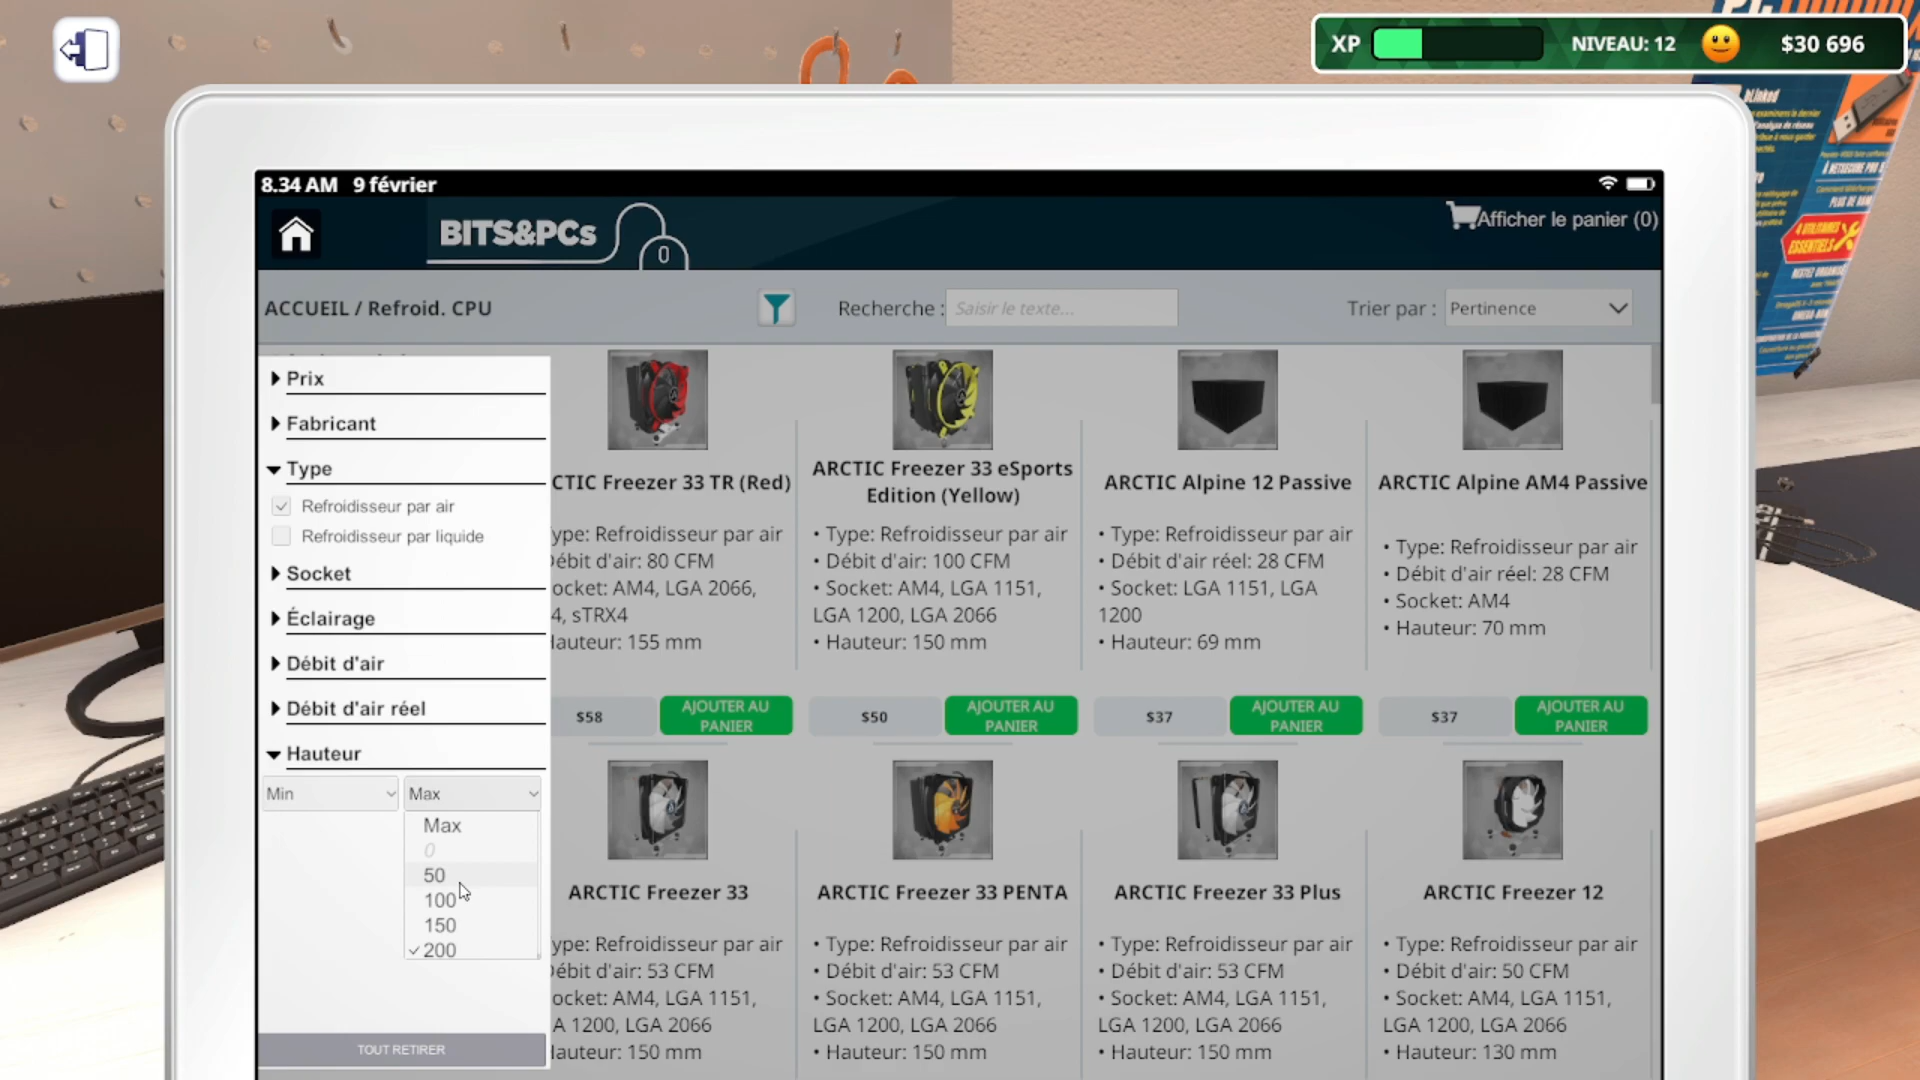 XP
NIVEAU: 12
$30 696
8.34 AM 9 février
BITS&PCs
0
Afficher le panier (0)
ACCUEIL / Refroid. CPU
Recherche :
Saisir le texte...
Trier par :
Pertinence
Prix
Fabricant
Type
Refroidisseur par air
Refroidisseur par liquide
Socket
Éclairage
Débit d'air
Débit d'air réel
Hauteur
Min
Max
Max
0
50
100
150
200
TOUT RETIRER
CTIC Freezer 33 TR (Red)
ype: Refroidisseur par air
Débit d'air: 80 CFM
ocket: AM4, LGA 2066,
4, sTRX4
Hauteur: 155 mm
$58
AJOUTER AU
PANIER
ARCTIC Freezer 33 eSports
Edition (Yellow)
• Type: Refroidisseur par air
• Débit d'air: 100 CFM
• Socket: AM4, LGA 1151,
LGA 1200, LGA 2066
• Hauteur: 150 mm
$50
AJOUTER AU
PANIER
ARCTIC Alpine 12 Passive
• Type: Refroidisseur par air
• Débit d'air réel: 28 CFM
• Socket: LGA 1151, LGA
1200
• Hauteur: 69 mm
$37
AJOUTER AU
PANIER
ARCTIC Alpine AM4 Passive
• Type: Refroidisseur par air
• Débit d'air réel: 28 CFM
• Socket: AM4
• Hauteur: 70 mm
$37
AJOUTER AU
PANIER
ARCTIC Freezer 33
ype: Refroidisseur par air
Débit d'air: 53 CFM
ocket: AM4, LGA 1151,
GA 1200, LGA 2066
Hauteur: 150 mm
ARCTIC Freezer 33 PENTA
• Type: Refroidisseur par air
• Débit d'air: 53 CFM
• Socket: AM4, LGA 1151,
LGA 1200, LGA 2066
• Hauteur: 150 mm
ARCTIC Freezer 33 Plus
• Type: Refroidisseur par air
• Débit d'air: 53 CFM
• Socket: AM4, LGA 1151,
LGA 1200, LGA 2066
• Hauteur: 150 mm
ARCTIC Freezer 12
• Type: Refroidisseur par air
• Débit d'air: 50 CFM
• Socket: AM4, LGA 1151,
LGA 1200, LGA 2066
• Hauteur: 130 mm
bLinked
4 UTILITAIRES
ESSENTIELS